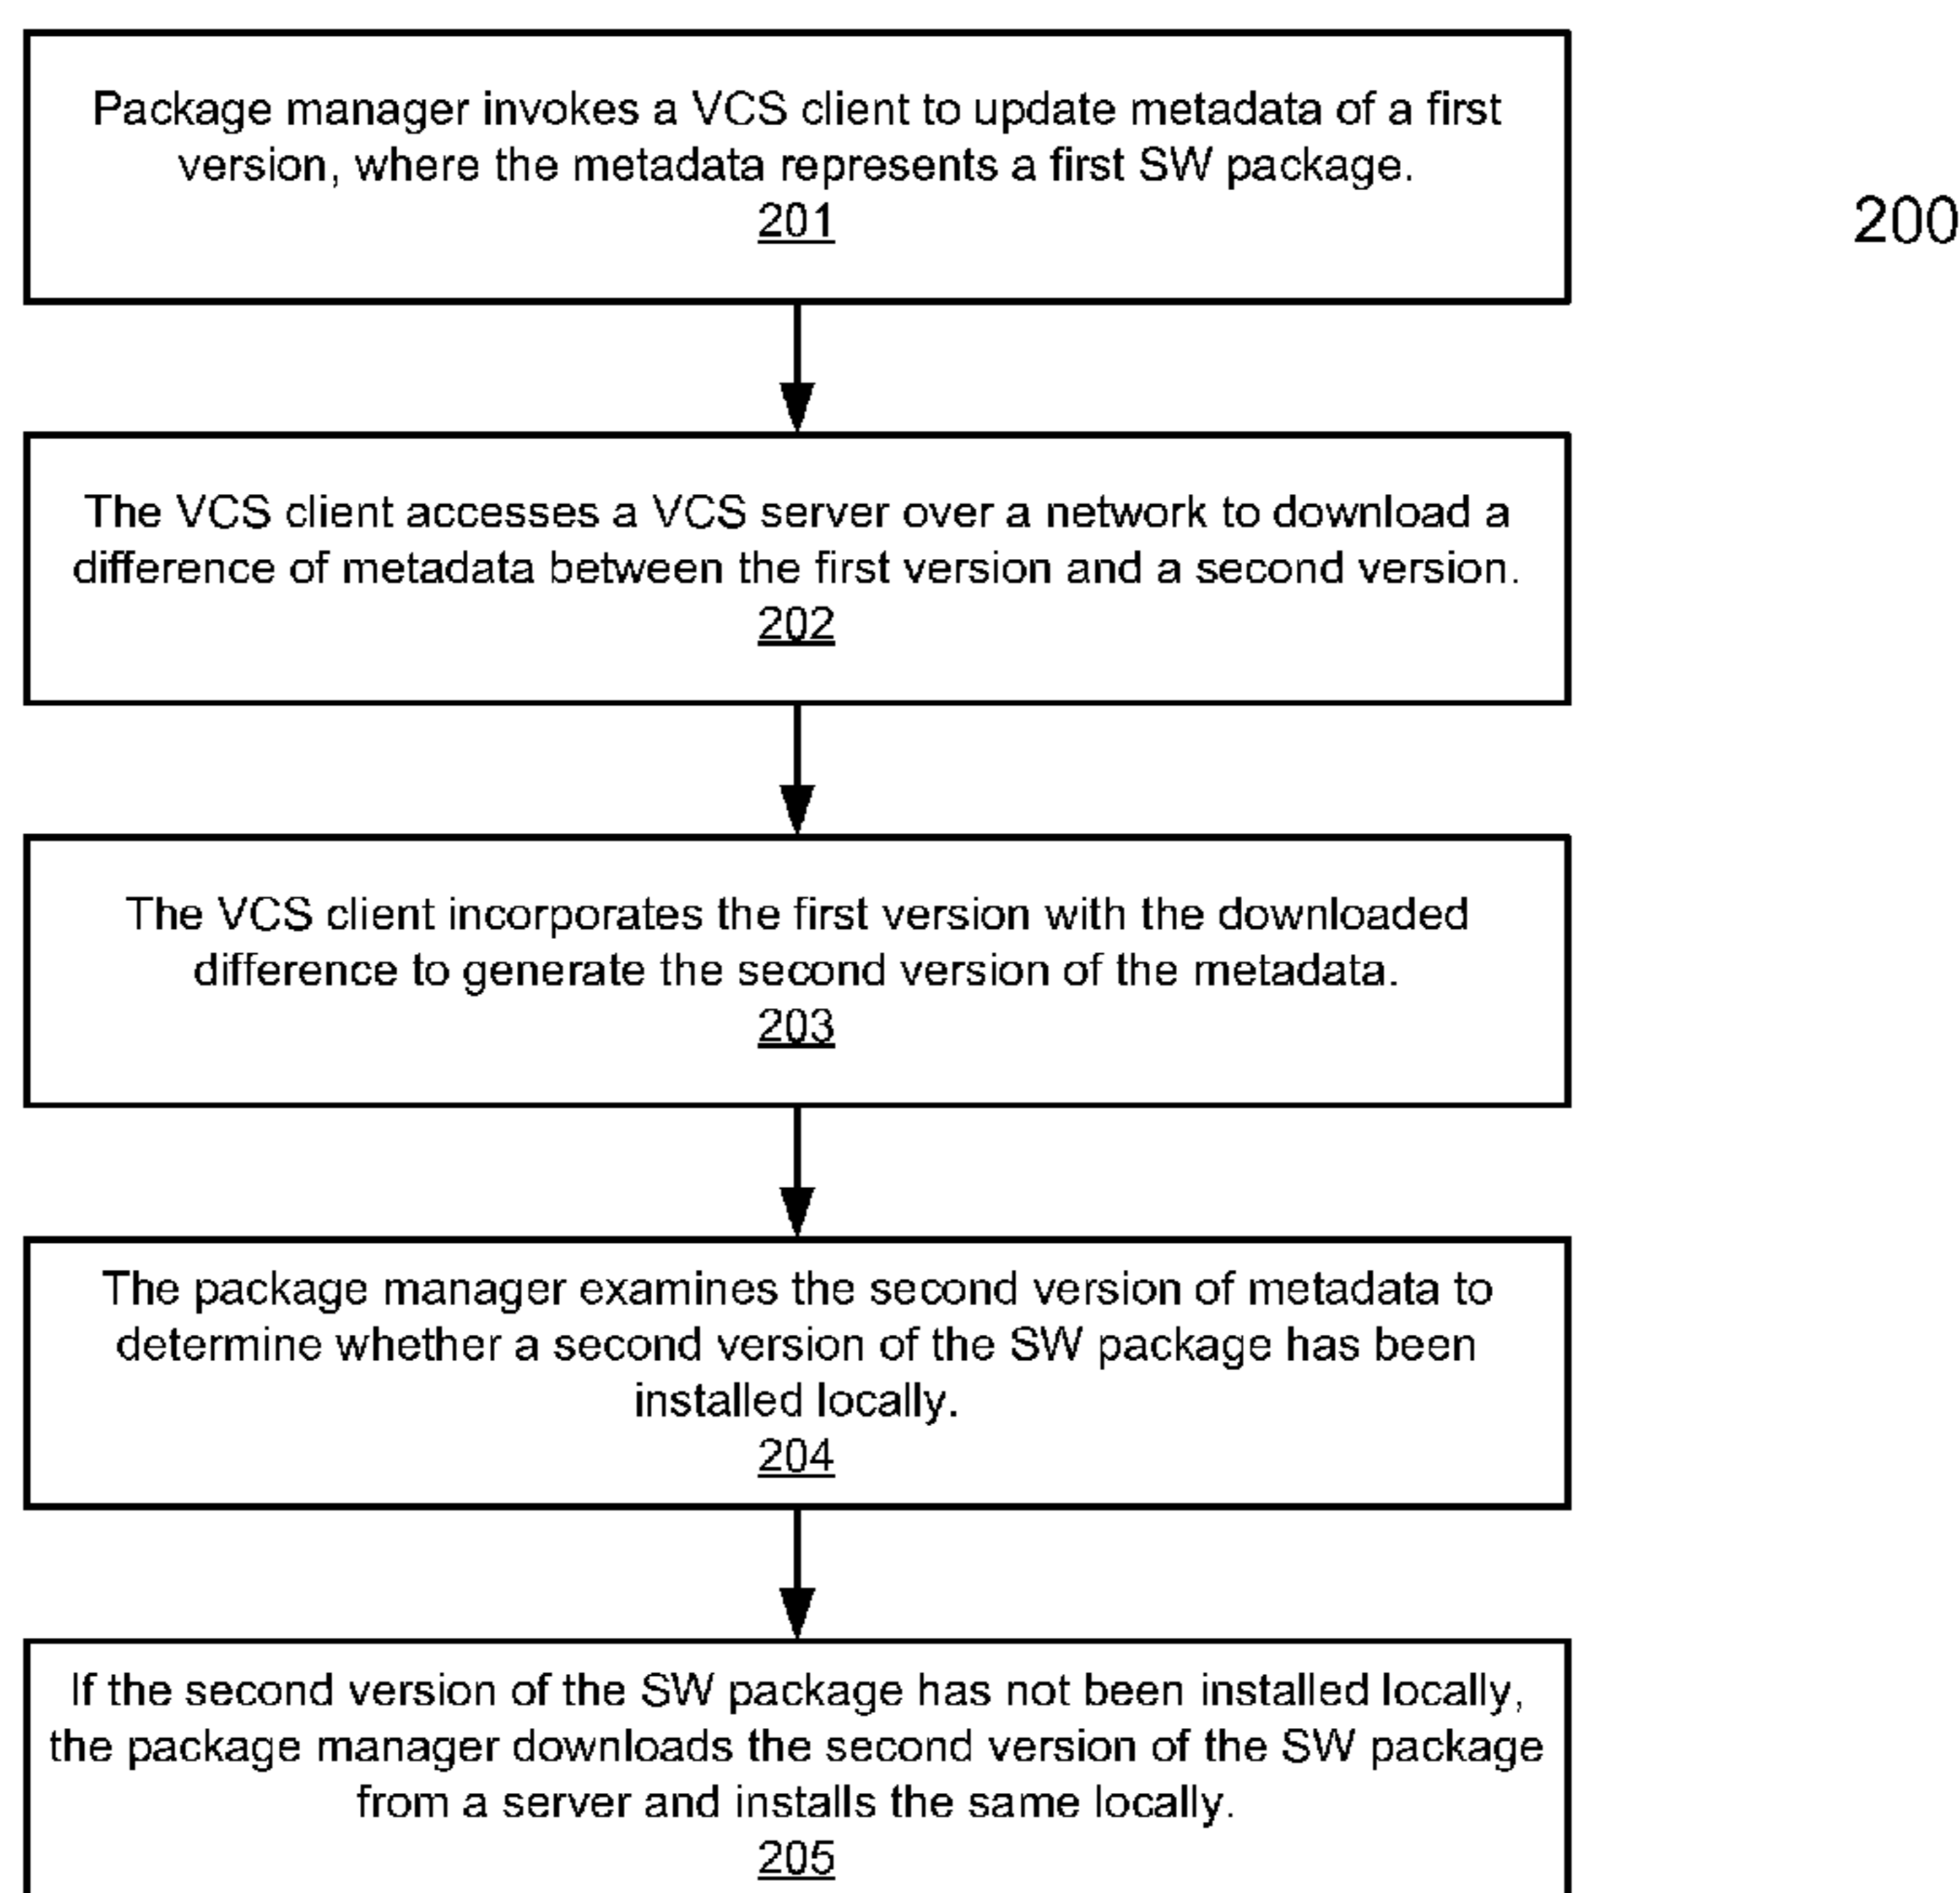 Package manager invokes a VCS client to update metadata of a first
version, where the metadata represents a first SW package.
201
200
The VCS client accesses a VCS server over a network to download a
difference of metadata between the first version and a second version.
202
The VCS client incorporates the first version with the downloaded
difference to generate the second version of the metadata.
203
The package manager examines the second version of metadata to
determine whether a second version of the SW package has been
installed locally.
204
If the second version of the SW package has not been installed locally,
the package manager downloads the second version of the SW package
from a server and installs the same locally.
205